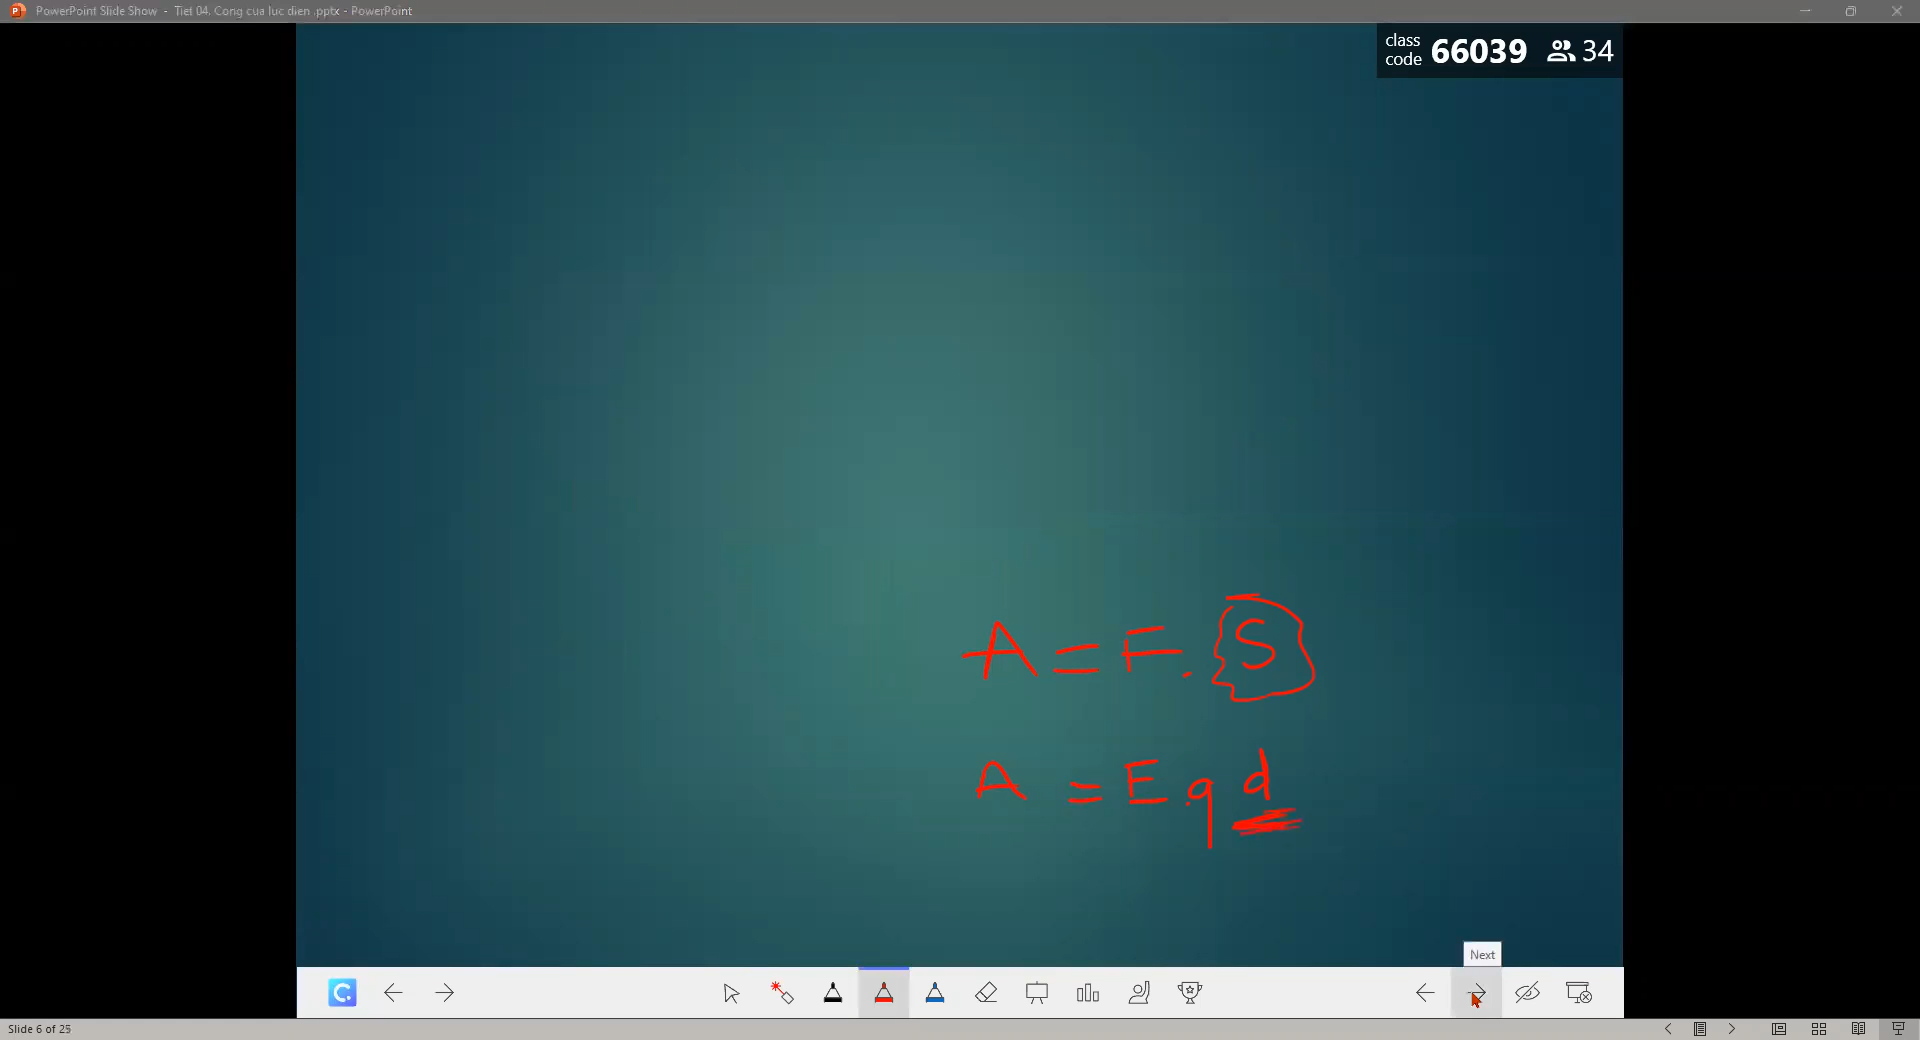 PowerPoint Slide Show - Tiet 04. Cong cua luc dien .pptx - PowerPoint
class code 66039 34
A = F. S
A = E.q d
Next
Slide 6 of 25